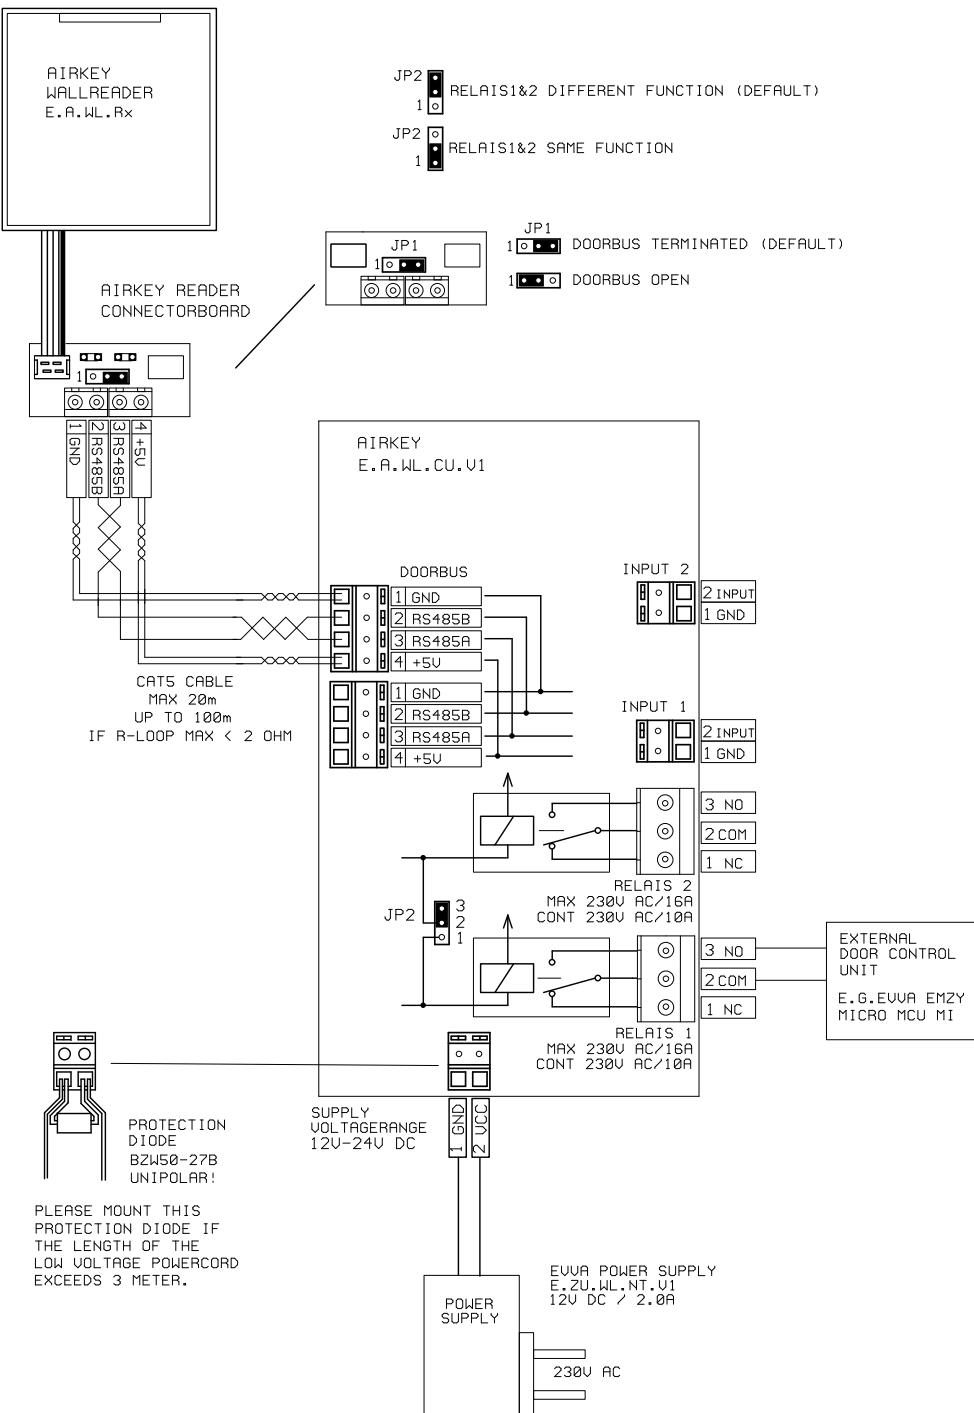 AIRKEY
WALLREADER
E.A.WL.Rx
JP2
1
RELAIS1&2 DIFFERENT FUNCTION (DEFAULT)
JP2
1
RELAIS1&2 SAME FUNCTION
JP1
1
JP1
1
DOORBUS TERMINATED (DEFAULT)
1
DOORBUS OPEN
AIRKEY READER
CONNECTORBOARD
1
1 GND
2 RS485B
3 RS485A
4 +5V
AIRKEY
E.A.WL.CU.V1
DOORBUS
1 GND
2 RS485B
3 RS485A
4 +5V
1 GND
2 RS485B
3 RS485A
4 +5V
CAT5 CABLE
MAX 20m
UP TO 100m
IF R-LOOP MAX < 2 OHM
INPUT 2
2 INPUT
1 GND
INPUT 1
2 INPUT
1 GND
3 NO
2 COM
1 NC
RELAIS 2
MAX 230V AC/16A
CONT 230V AC/10A
JP2
3
2
1
3 NO
2 COM
1 NC
RELAIS 1
MAX 230V AC/16A
CONT 230V AC/10A
EXTERNAL
DOOR CONTROL
UNIT
E.G.EVVA EMZY
MICRO MCU MI
SUPPLY
VOLTAGERANGE
12V-24V DC
1 GND
2 VCC
PROTECTION
DIODE
BZW50-27B
UNIPOLAR!
PLEASE MOUNT THIS
PROTECTION DIODE IF
THE LENGTH OF THE
LOW VOLTAGE POWERCORD
EXCEEDS 3 METER.
POWER
SUPPLY
EVVA POWER SUPPLY
E.ZU.WL.NT.V1
12V DC / 2.0A
230V AC